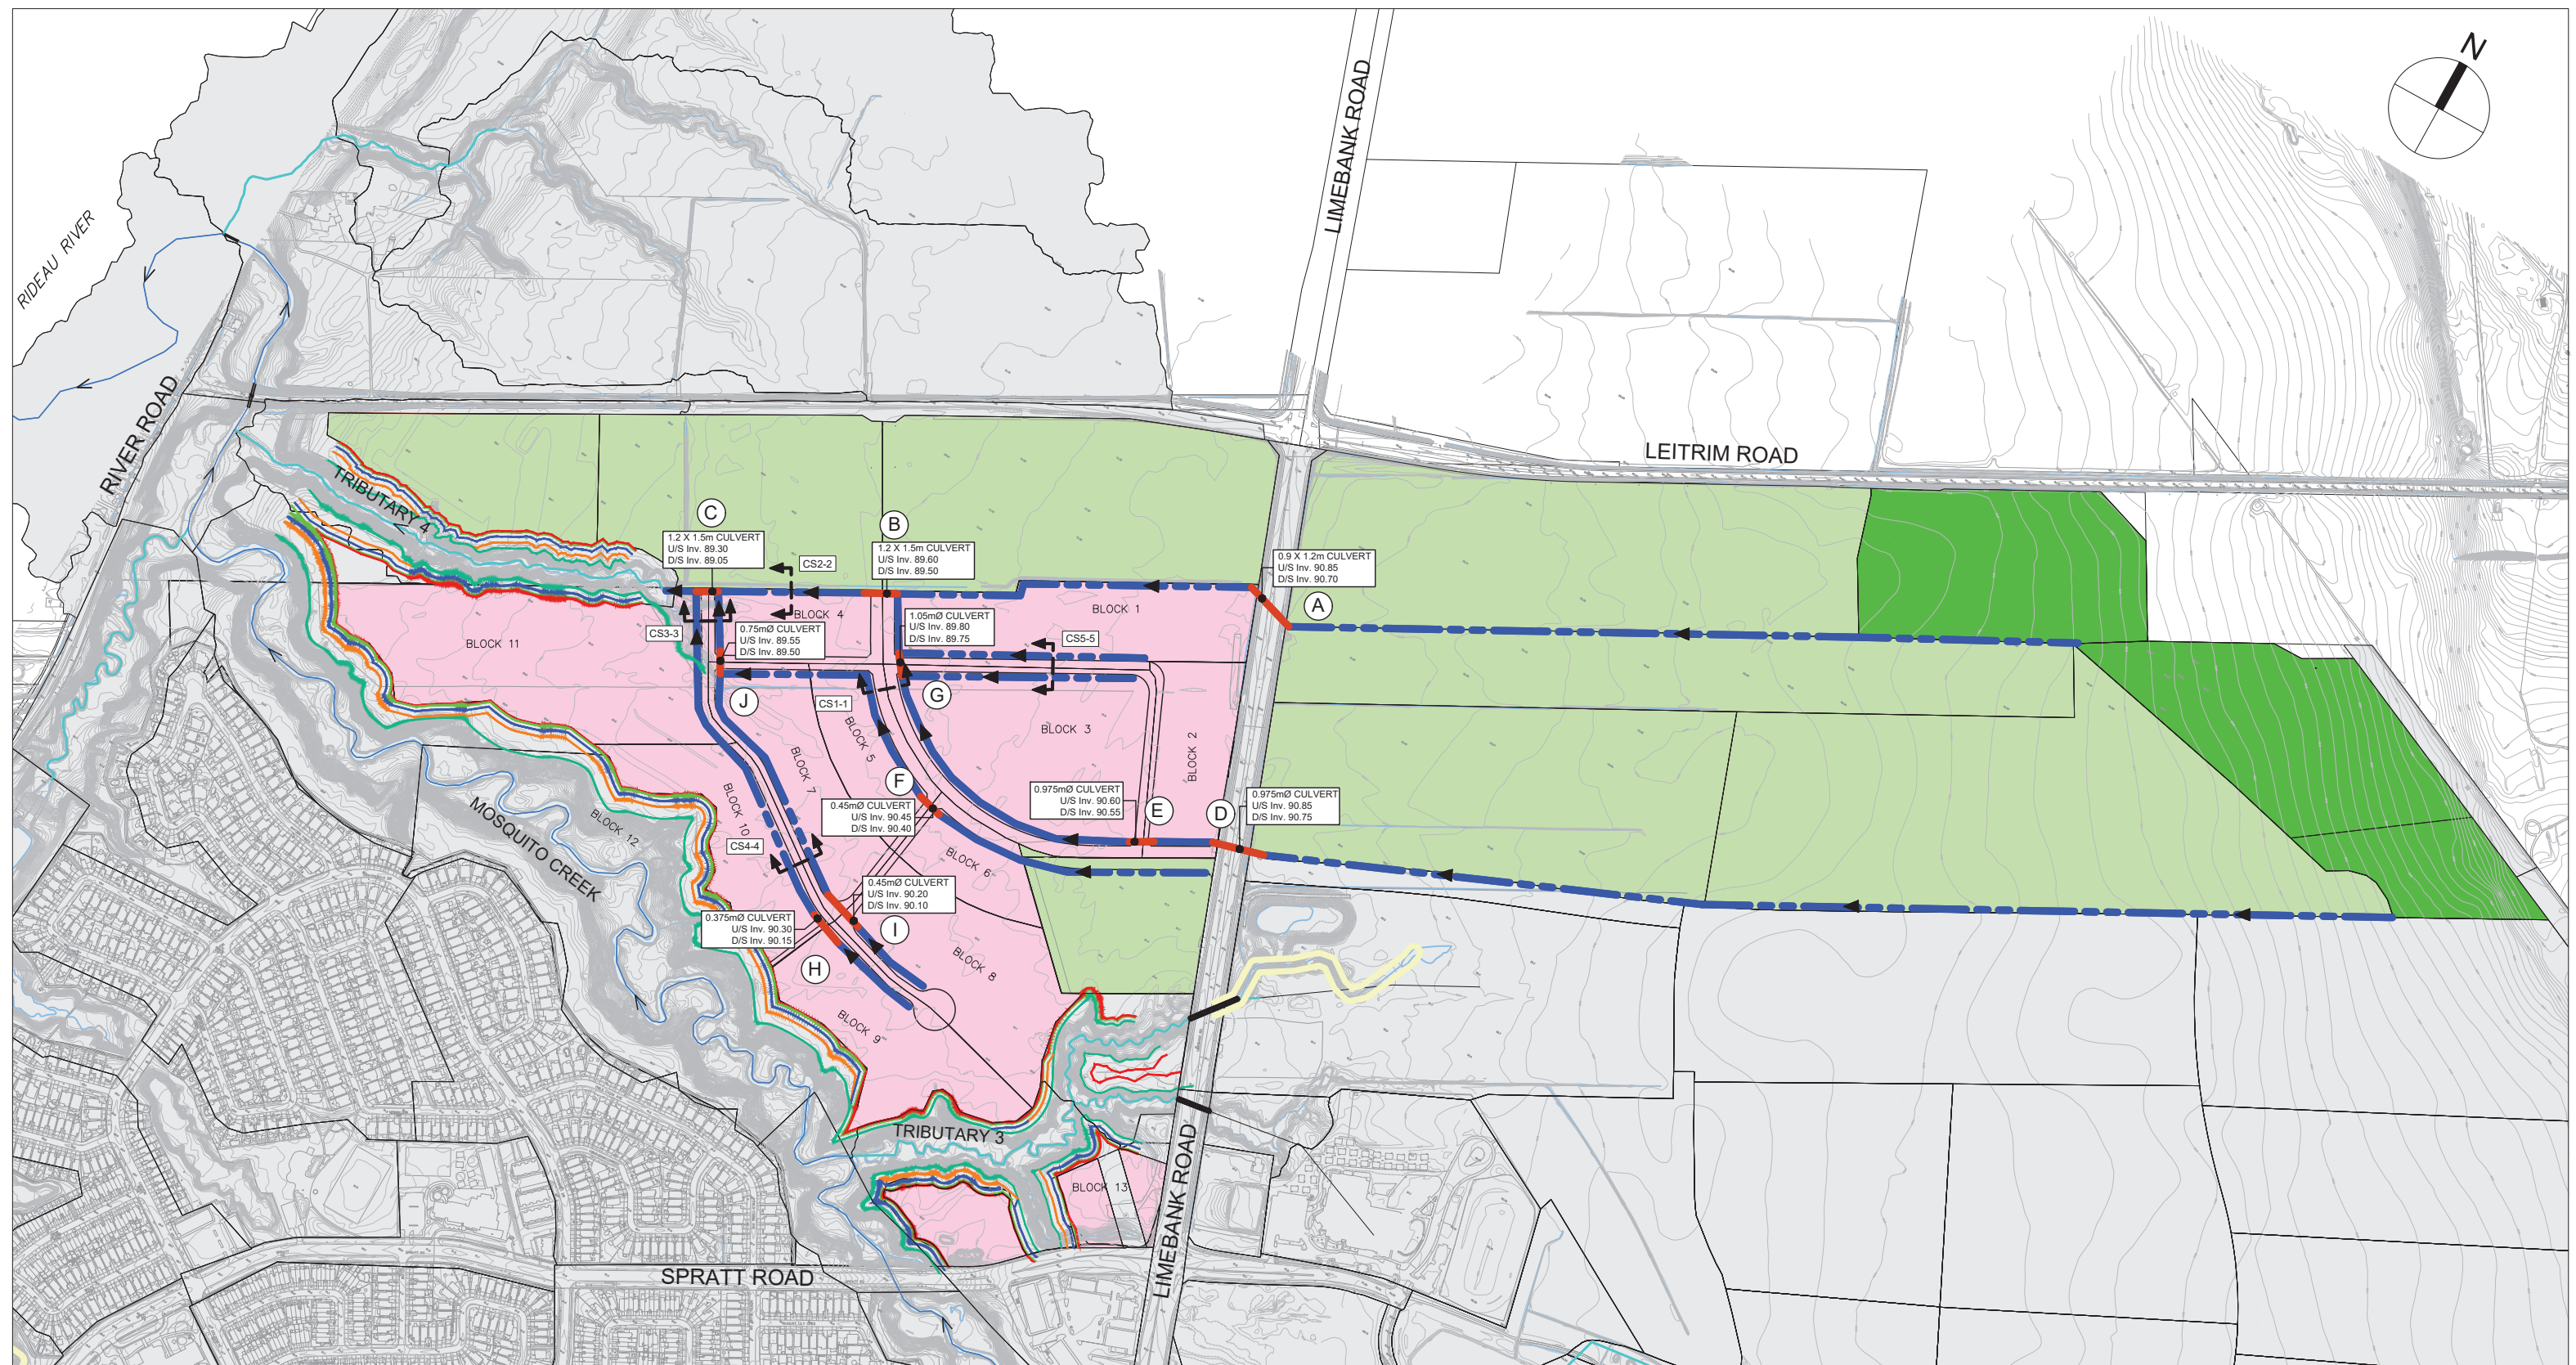 N
LIMEBANK ROAD
RIDEAU RIVER
RIVER ROAD
LEITRIM ROAD
TRIBUTARY 4
C
1.2 X 1.5m CULVERT
U/S Inv. 89.30
D/S Inv. 89.05
CS2-2
B
1.2 X 1.5m CULVERT
U/S Inv. 89.60
D/S Inv. 89.50
0.9 X 1.2m CULVERT
U/S Inv. 90.85
D/S Inv. 90.70
A
BLOCK 1
BLOCK 4
1.05mØ CULVERT
U/S Inv. 89.80
D/S Inv. 89.75
CS3-3
0.75mØ CULVERT
U/S Inv. 89.55
D/S Inv. 89.50
CS5-5
BLOCK 11
J
CS1-1
G
BLOCK 5
BLOCK 3
BLOCK 2
BLOCK 7
F
0.45mØ CULVERT
U/S Inv. 90.45
D/S Inv. 90.40
0.975mØ CULVERT
U/S Inv. 90.60
D/S Inv. 90.55
E
D
0.975mØ CULVERT
U/S Inv. 90.85
D/S Inv. 90.75
BLOCK 10
MOSQUITO CREEK
BLOCK 12
CS4-4
BLOCK 6
0.45mØ CULVERT
U/S Inv. 90.20
D/S Inv. 90.10
0.375mØ CULVERT
U/S Inv. 90.30
D/S Inv. 90.15
I
H
BLOCK 8
BLOCK 9
TRIBUTARY 3
BLOCK 13
LIMEBANK ROAD
SPRATT ROAD